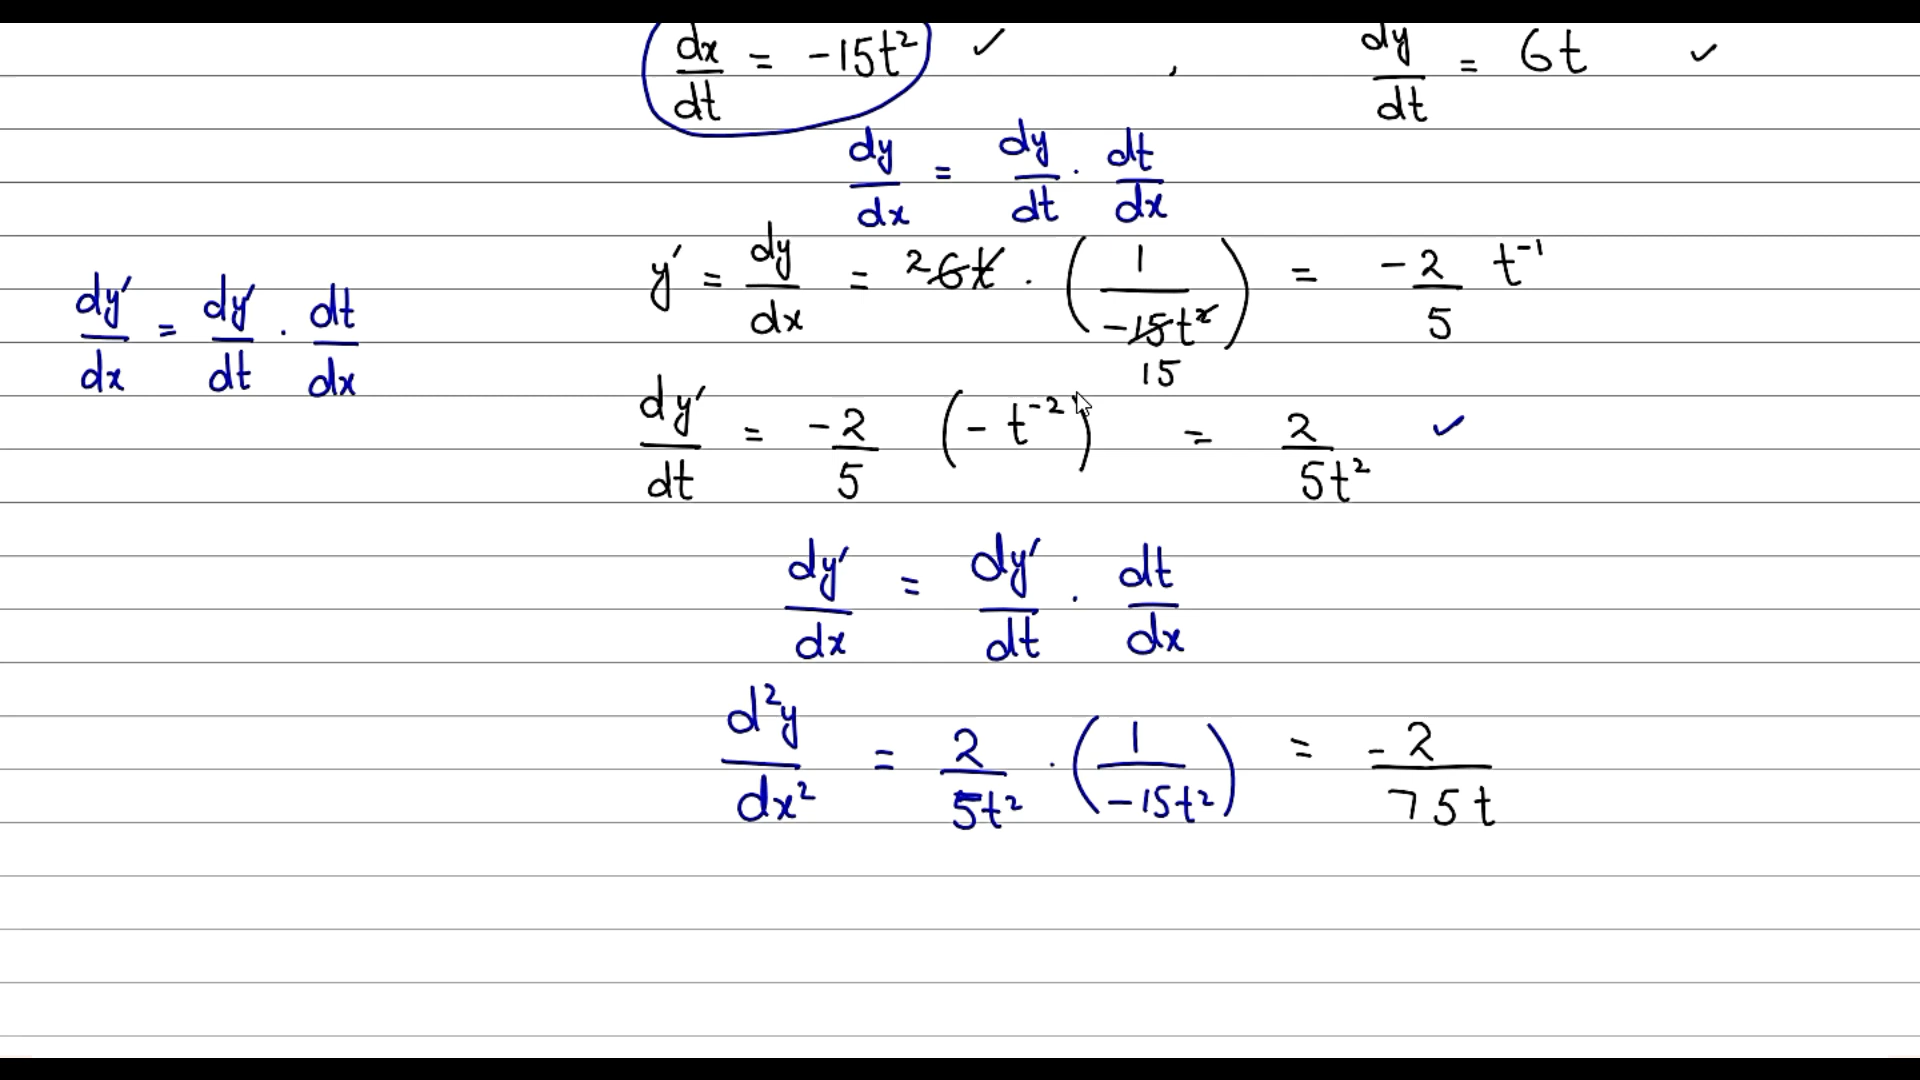 dx/dt = -15t² ✓ , dy/dt = 6t ✓
dy/dx = dy/dt · dt/dx
y' = dy/dx = ²6t · (1/-15t²) = -2/5 t⁻¹
15
dy'/dx = dy'/dt · dt/dx
dy'/dt = -2/5 (-t⁻²) = 2/5t² ✓
dy'/dx = dy'/dt · dt/dx
d²y/dx² = 2/5t² · (1/-15t²) = -2/75t